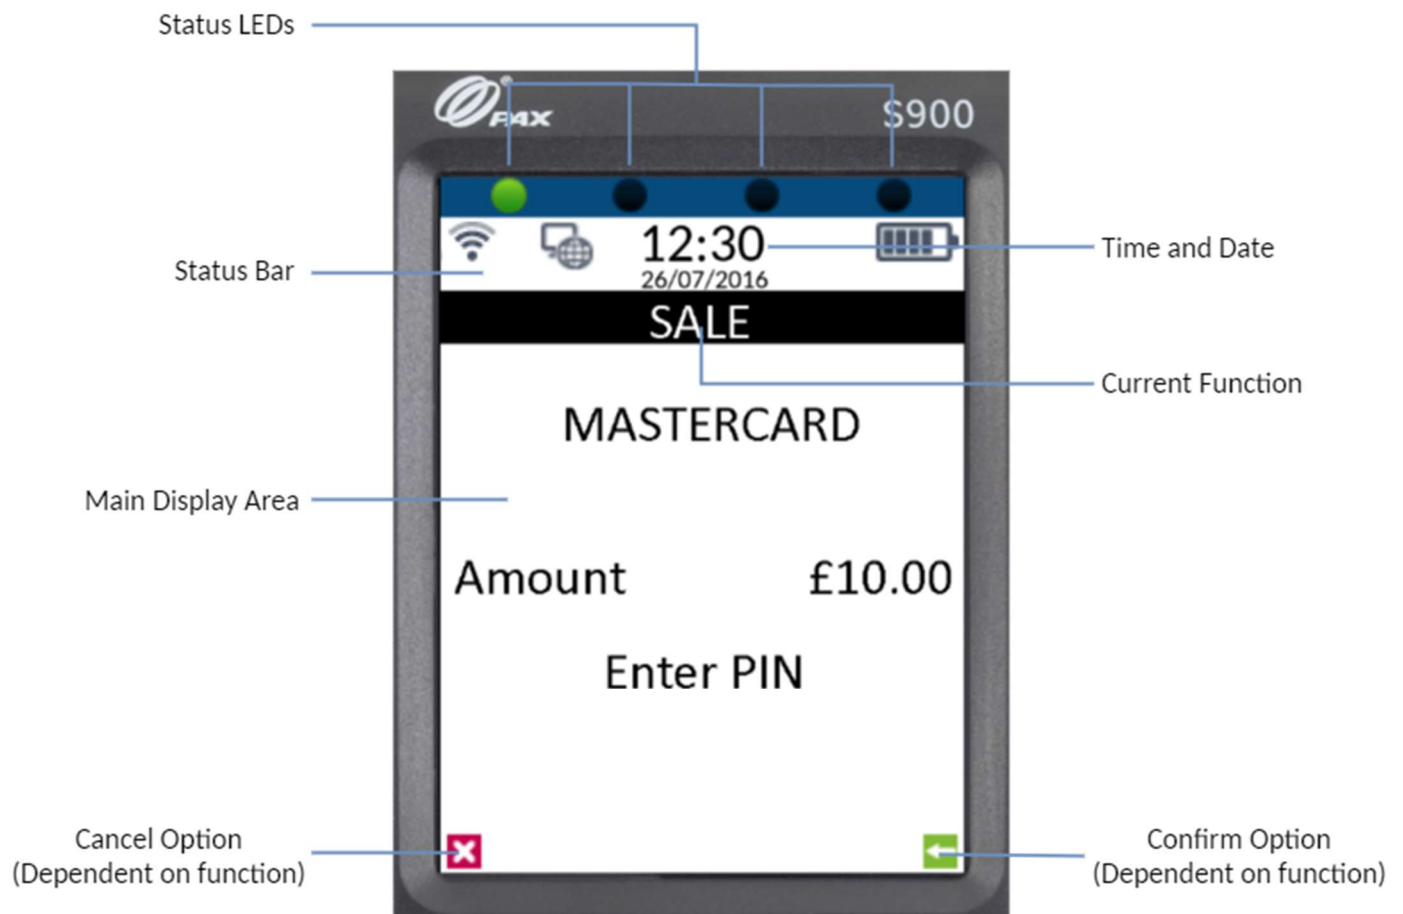 Status LEDs
PAX
S900
12:30
Time and Date
Status Bar
26/07/2016
SALE
Current Function
MASTERCARD
Main Display Area
Amount £10.00
Enter PIN
Cancel Option
(Dependent on function)
Confirm Option
(Dependent on function)